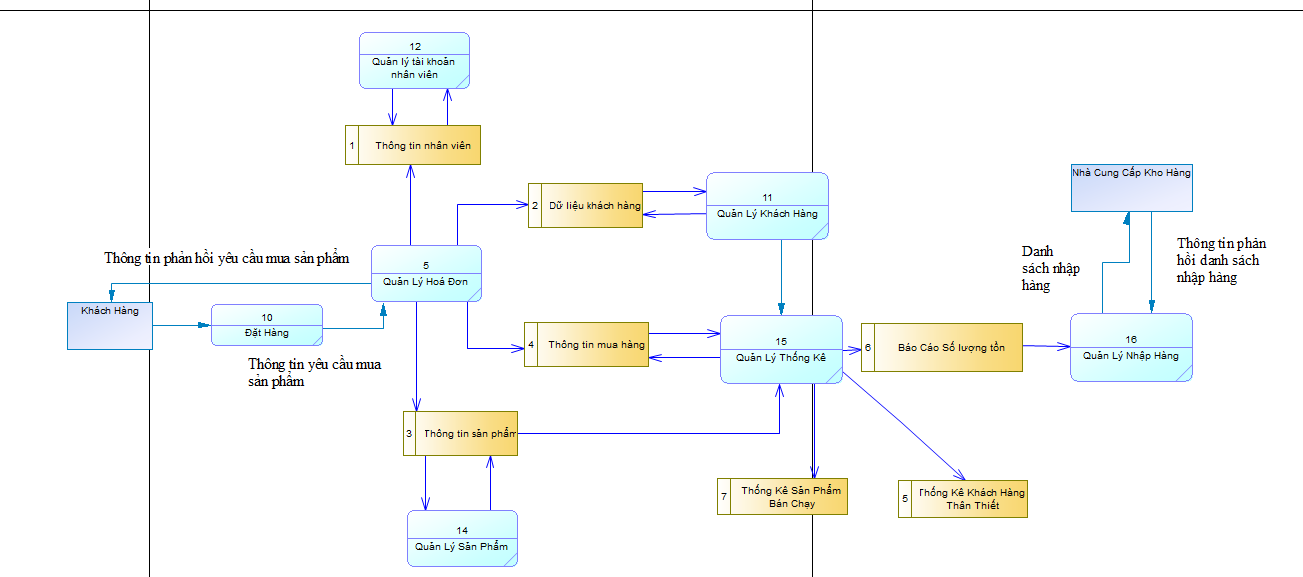 12
Quản lý tài khoản
nhân viên
1
Thông tin nhân viên
2
Dữ liệu khách hàng
11
Quản Lý Khách Hàng
Nhà Cung Cấp Kho Hàng
Thông tin phản hồi yêu cầu mua sản phẩm
5
Quản Lý Hoá Đơn
Danh
sách nhập
hàng
Thông tin phản
hồi danh sách
nhập hàng
Khách Hàng
10
Đặt Hàng
Thông tin yêu cầu mua
sản phẩm
4
Thông tin mua hàng
15
Quản Lý Thống Kê
6
Báo Cáo Số lượng tồn
16
Quản Lý Nhập Hàng
3
Thông tin sản phẩm
7
Thống Kê Sản Phẩm
Bán Chạy
5
Thống Kê Khách Hàng
Thân Thiết
14
Quản Lý Sản Phẩm